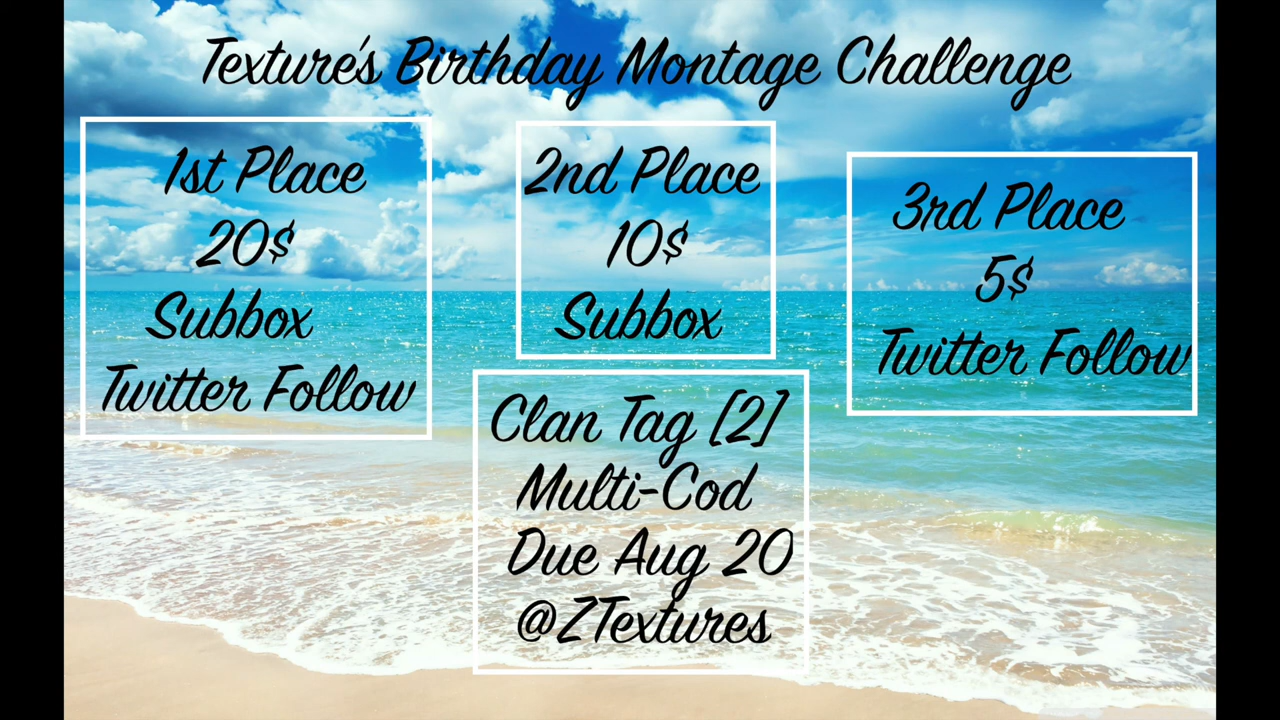 Texture's Birthday Montage Challenge
1st Place
20$
Subbox
Twitter Follow
2nd Place
10$
Subbox
3rd Place
5$
Twitter Follow
Clan Tag [2]
Multi-Cod
Due Aug 20
@ZTextures